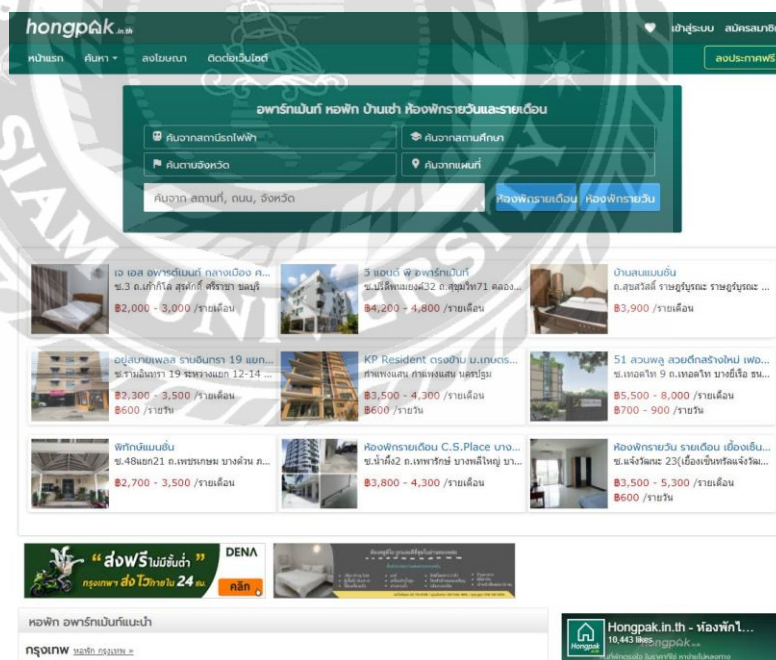 hongpak.in.th
เข้าสู่ระบบ สมัครสมาชิก
หน้าแรก ค้นหา ลงโฆษณา ติดต่อเว็บไซต์
ลงประกาศฟรี
อพาร์ทเม้นท์ หอพัก บ้านเช่า ห้องพักรายวันและรายเดือน
ค้นจากสถานีรถไฟฟ้า ค้นจากสถานศึกษา
ค้นตามจังหวัด ค้นจากแผนที่
ค้นจาก สถานที่, ถนน, จังหวัด ห้องพักรายเดือน ห้องพักรายวัน
เจ เอส อพารต์เมนท์ กลางเมือง ศ...
ซ.3 ถ.เก้ากิโล สุรศักดิ์ ศรีราชา ชลบุรี
฿2,000 - 3,000 /รายเดือน
5 แอนด์ พี อพาร์ทเม้นท์
ซ.ปรีดีพนมยงค์32 ถ.สุขุมวิท71 คลอง...
฿4,200 - 4,800 /รายเดือน
บ้านสนแมนชั่น
ถ.สุขสวัสดิ์ ราษฎร์บูรณะ ราษฎร์บูรณะ ...
฿3,900 /รายเดือน
อยู่สบายเพลส รามอินทรา 19 แยก...
ซ.รามอินทรา 19 ระหว่างแยก 12-14 ...
฿2,300 - 3,500 /รายเดือน
฿600 /รายวัน
KP Resident ตรงข้าม ม.เกษตร...
กำแพงแสน กำแพงแสน นครปฐม
฿3,500 - 4,300 /รายเดือน
฿600 /รายวัน
51 สวนพลู สวยตึกสร้างใหม่ เฟอ...
ซ.เทอดไท 9 ถ.เทอดไท บางยี่เรือ ธน...
฿5,500 - 8,000 /รายเดือน
฿700 - 900 /รายวัน
พิทักษ์แมนชั่น
ซ.48แยก21 ถ.เพชรเกษม บางด้วน ภ...
฿2,700 - 3,500 /รายเดือน
ห้องพักรายเดือน C.S.Place บาง...
ซ.น้ำผึ้ง2 ถ.เทพารักษ์ บางพลีใหญ่ บา...
฿3,800 - 4,300 /รายเดือน
ห้องพักรายวัน รายเดือน เยื้องเซ็น...
ซ.แจ้งวัฒนะ 23(เยื้องเซ็นทรัลแจ้งวัฒ...
฿3,500 - 5,300 /รายเดือน
฿600 /รายวัน
“ส่งฟรีไม่มีขั้นต่ำ” DENA
กรุงเทพฯ ส่งไวภายใน 24 ชม. คลิก
หอพัก อพาร์ทเม้นท์แนะนำ
กรุงเทพ หอพัก กรุงเทพ »
Hongpak.in.th - ห้องพักใ...
10,443 likes
Hongpak
SIAM UNIVERSITY